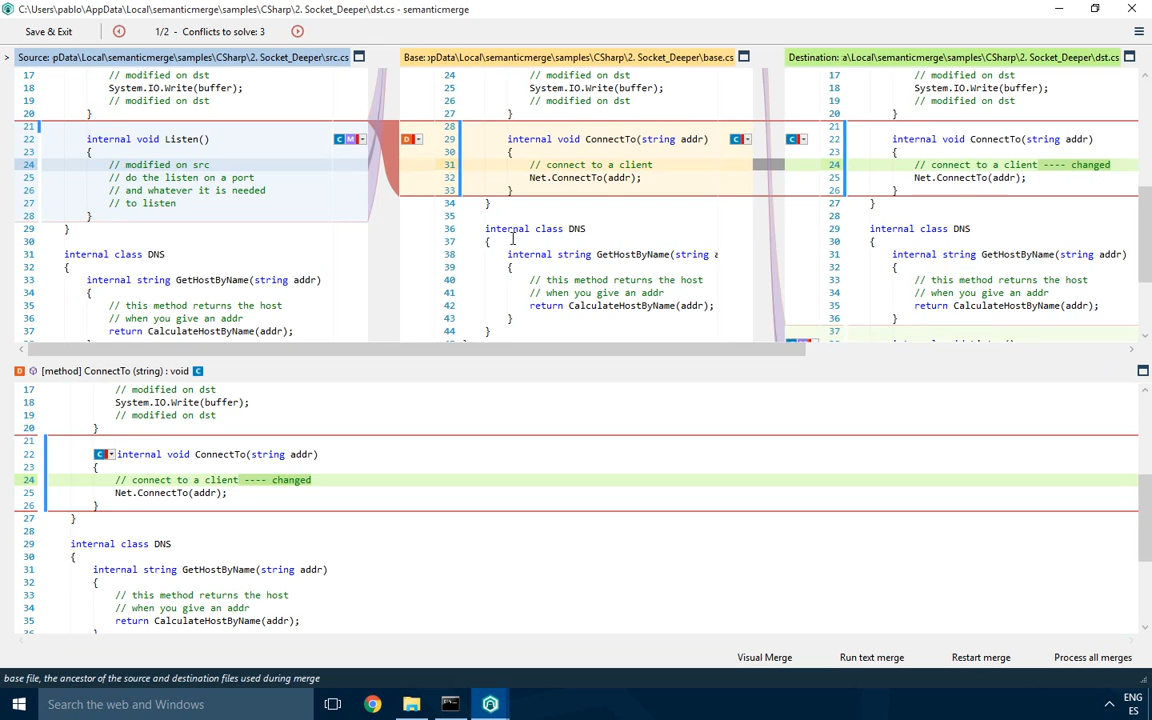 C:\Users\pablo\AppData\Local\semanticmerge\samples\CSharp\2. Socket_Deeper\dst.cs - semanticmerge
Save & Exit
1/2 - Conflicts to solve: 3
> Source: ›pData\Local\semanticmerge\samples\CSharp\2. Socket_Deeper\src.cs
17 // modified on dst
18 System.IO.Write(buffer);
19 // modified on dst
20 }
21
22 internal void Listen() C M
23 {
24 // modified on src
25 // do the listen on a port
26 // and whatever it is needed
27 // to listen
28 }
29 }
30
31 internal class DNS
32 {
33 internal string GetHostByName(string addr)
34 {
35 // this method returns the host
36 // when you give an addr
37 return CalculateHostByName(addr);
Base: ›pData\Local\semanticmerge\samples\CSharp\2. Socket_Deeper\base.cs
24 // modified on dst
25 System.IO.Write(buffer);
26 // modified on dst
27 }
28
D 29 internal void ConnectTo(string addr) C
30 {
31 // connect to a client
32 Net.ConnectTo(addr);
33 }
34 }
35
36 internal class DNS
37 {
38 internal string GetHostByName(string a
39 {
40 // this method returns the host
41 // when you give an addr
42 return CalculateHostByName(addr);
43 }
44 }
Destination: a\Local\semanticmerge\samples\CSharp\2. Socket_Deeper\dst.cs
17 // modified on dst
18 System.IO.Write(buffer);
19 // modified on dst
20 }
21
C 22 internal void ConnectTo(string addr)
23 {
24 // connect to a client ---- changed
25 Net.ConnectTo(addr);
26 }
27 }
28
29 internal class DNS
30 {
31 internal string GetHostByName(string addr)
32 {
33 // this method returns the host
34 // when you give an addr
35 return CalculateHostByName(addr);
36 }
37
D [method] ConnectTo (string) : void C
17 // modified on dst
18 System.IO.Write(buffer);
19 // modified on dst
20 }
21
22 C internal void ConnectTo(string addr)
23 {
24 // connect to a client ---- changed
25 Net.ConnectTo(addr);
26 }
27 }
28
29 internal class DNS
30 {
31 internal string GetHostByName(string addr)
32 {
33 // this method returns the host
34 // when you give an addr
35 return CalculateHostByName(addr);
36 }
Visual Merge Run text merge Restart merge Process all merges
base file, the ancestor of the source and destination files used during merge
Search the web and Windows
ENG
ES